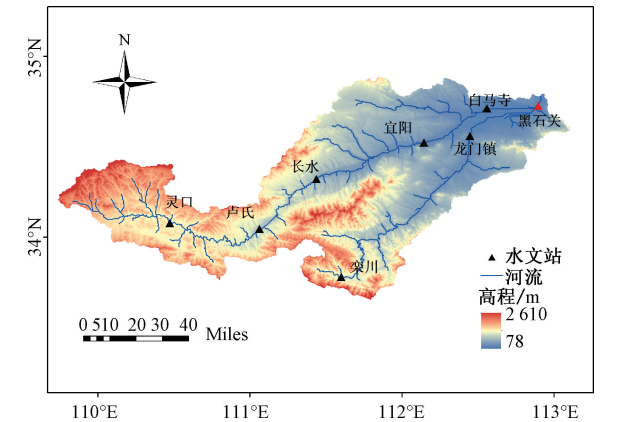 N
35°N
34°N
白马寺
黑石关
宜阳
龙门镇
长水
灵口
卢氏
栾川
水文站
河流
高程/m
2 610
78
0 510 20 30 40 Miles
110°E 111°E 112°E 113°E